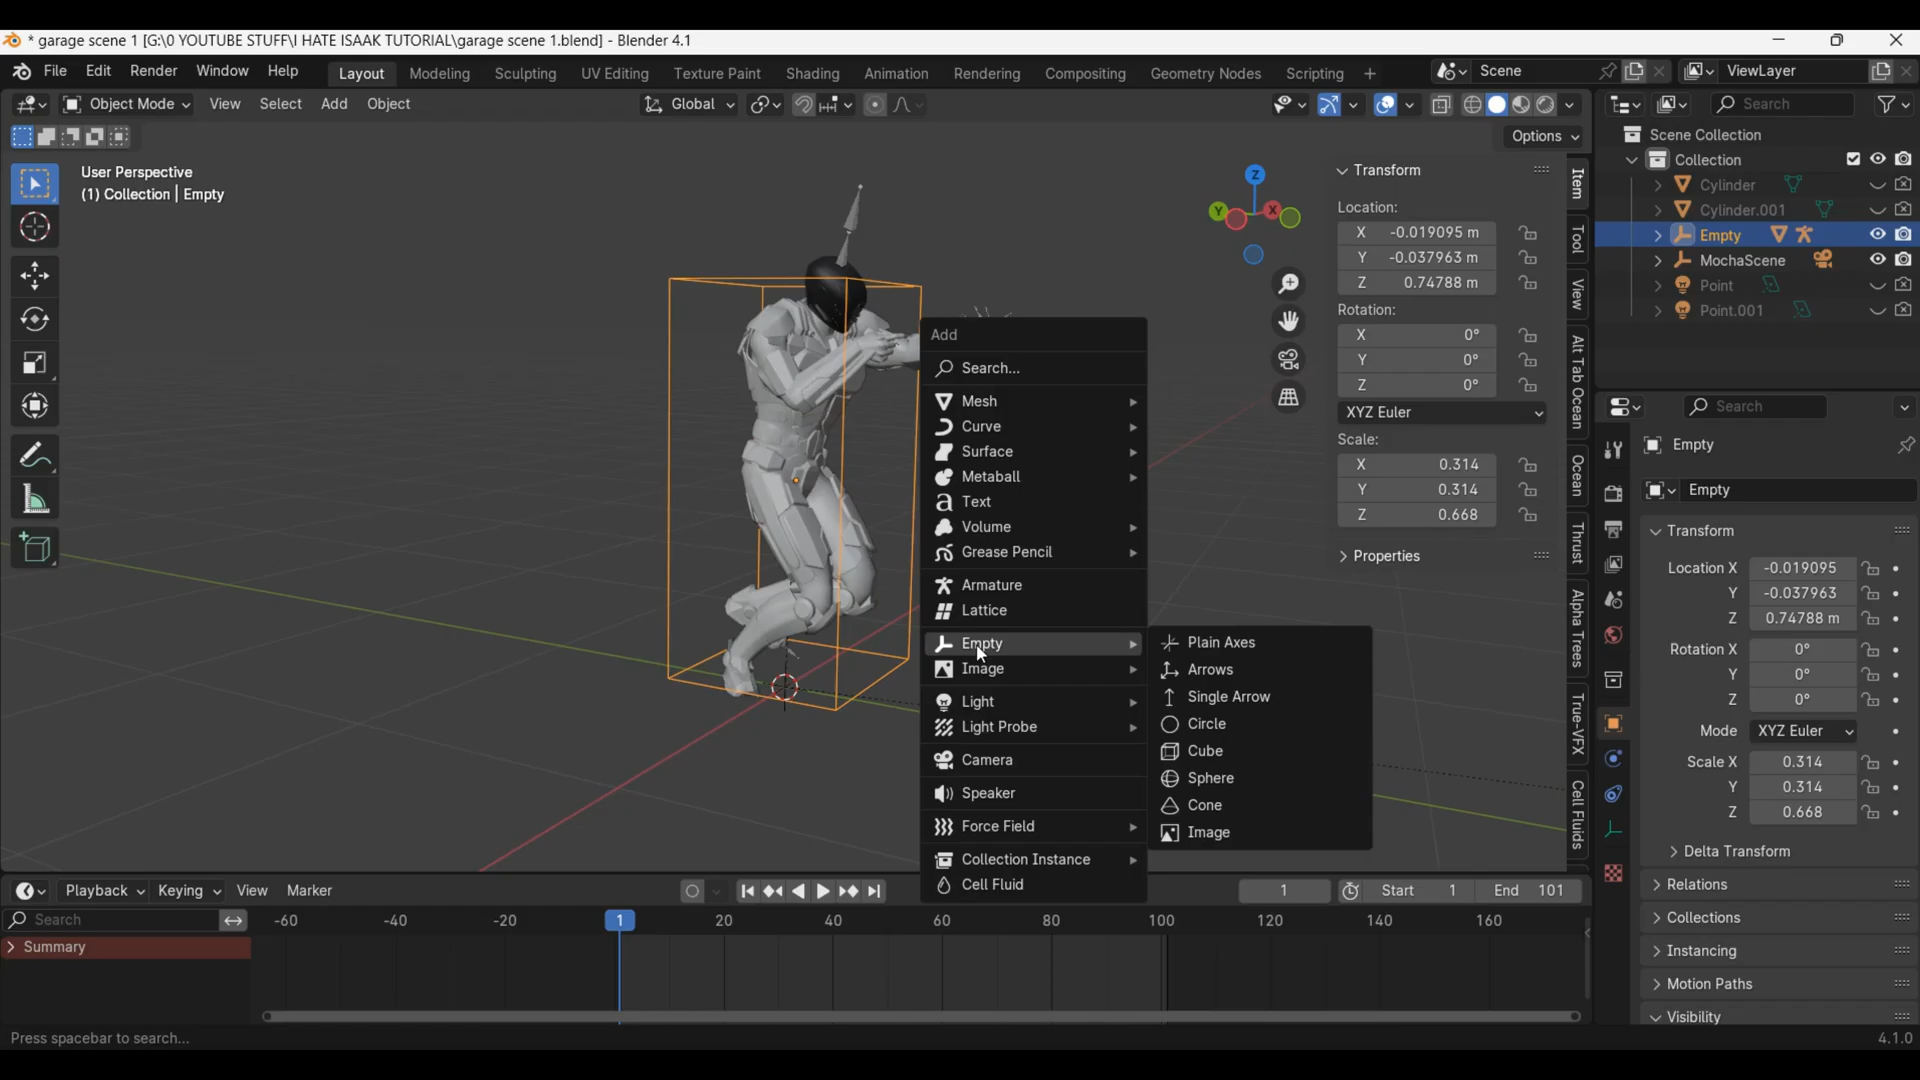 * garage scene 1 [G:\0 YOUTUBE STUFF\I HATE ISAAK TUTORIAL\garage scene 1.blend] - Blender 4.1
File Edit Render Window Help Layout Modeling Sculpting UV Editing Texture Paint Shading Animation Rendering Compositing Geometry Nodes Scripting + Scene ViewLayer
Object Mode View Select Add Object Global Search
Options
User Perspective
(1) Collection | Empty
Z
Y
X
Transform
Location:
X -0.019095 m
Y -0.037963 m
Z 0.74788 m
Rotation:
X 0°
Y 0°
Z 0°
XYZ Euler
Scale:
X 0.314
Y 0.314
Z 0.668
Properties
Item
Tool
View
Alt Tab Ocean
Ocean
Thrust
Alpha Trees
True-VFX
Cell Fluids
Scene Collection
Collection
Cylinder
Cylinder.001
Empty
MochaScene
Point
Point.001
Add
Search...
Mesh
Curve
Surface
Metaball
Text
Volume
Grease Pencil
Armature
Lattice
Empty
Image
Light
Light Probe
Camera
Speaker
Force Field
Collection Instance
Cell Fluid
Plain Axes
Arrows
Single Arrow
Circle
Cube
Sphere
Cone
Image
Search
Empty
Empty
Transform
Location X -0.019095
Y -0.037963
Z 0.74788 m
Rotation X 0°
Y 0°
Z 0°
Mode XYZ Euler
Scale X 0.314
Y 0.314
Z 0.668
Delta Transform
Relations
Collections
Instancing
Motion Paths
Visibility
Playback Keying View Marker 1 Start 1 End 101
Search -60 -40 -20 1 20 40 60 80 100 120 140 160
Summary
Press spacebar to search... 4.1.0